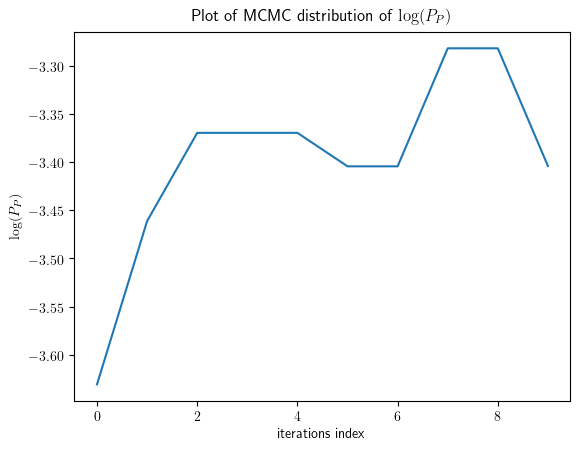 Plot of MCMC distribution of log(P_P)
−3.30
−3.35
−3.40
−3.45
−3.50
−3.55
−3.60
log(P_P)
0 2 4 6 8
iterations index